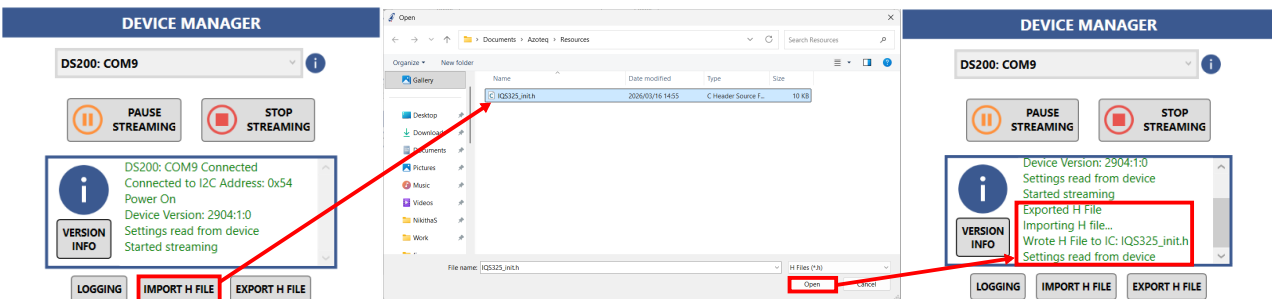 DEVICE MANAGER
DS200: COM9
i
PAUSE
STREAMING
STOP
STREAMING
i
VERSION
INFO
DS200: COM9 Connected
Connected to I2C Address: 0x54
Power On
Device Version: 2904:1:0
Settings read from device
Started streaming
LOGGING
IMPORT H FILE
EXPORT H FILE
Open
Documents > Azoteq > Resources
Search Resources
Organize
New folder
Gallery
Desktop
Downloads
Documents
Pictures
Music
Videos
NikithaS
Work
Name Date modified Type Size
IQS325_init.h 2026/03/16 14:55 C Header Source F... 10 KB
File name: IQS325_init.h
H Files (*.h)
Open
Cancel
DEVICE MANAGER
DS200: COM9
i
PAUSE
STREAMING
STOP
STREAMING
i
VERSION
INFO
Device Version: 2904:1:0
Settings read from device
Started streaming
Exported H File
Importing H file...
Wrote H File to IC: IQS325_init.h
Settings read from device
LOGGING
IMPORT H FILE
EXPORT H FILE